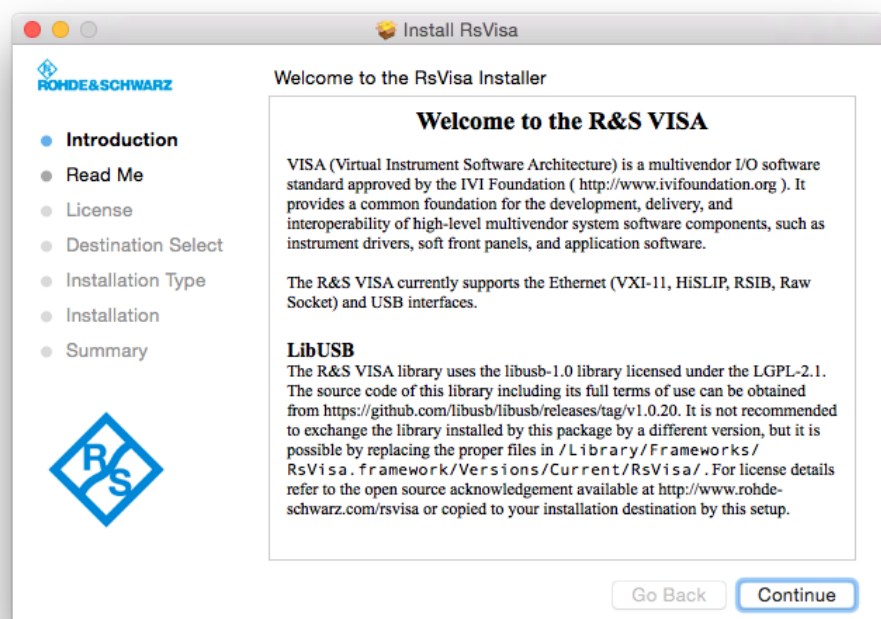 Install RsVisa
ROHDE&SCHWARZ
Welcome to the RsVisa Installer
Introduction
Read Me
License
Destination Select
Installation Type
Installation
Summary
R
S
Welcome to the R&S VISA
VISA (Virtual Instrument Software Architecture) is a multivendor I/O software
standard approved by the IVI Foundation ( http://www.ivifoundation.org ). It
provides a common foundation for the development, delivery, and
interoperability of high-level multivendor system software components, such as
instrument drivers, soft front panels, and application software.
The R&S VISA currently supports the Ethernet (VXI-11, HiSLIP, RSIB, Raw
Socket) and USB interfaces.
LibUSB
The R&S VISA library uses the libusb-1.0 library licensed under the LGPL-2.1.
The source code of this library including its full terms of use can be obtained
from https://github.com/libusb/libusb/releases/tag/v1.0.20. It is not recommended
to exchange the library installed by this package by a different version, but it is
possible by replacing the proper files in /Library/Frameworks/
RsVisa.framework/Versions/Current/RsVisa/. For license details
refer to the open source acknowledgement available at http://www.rohde-
schwarz.com/rsvisa or copied to your installation destination by this setup.
Go Back
Continue